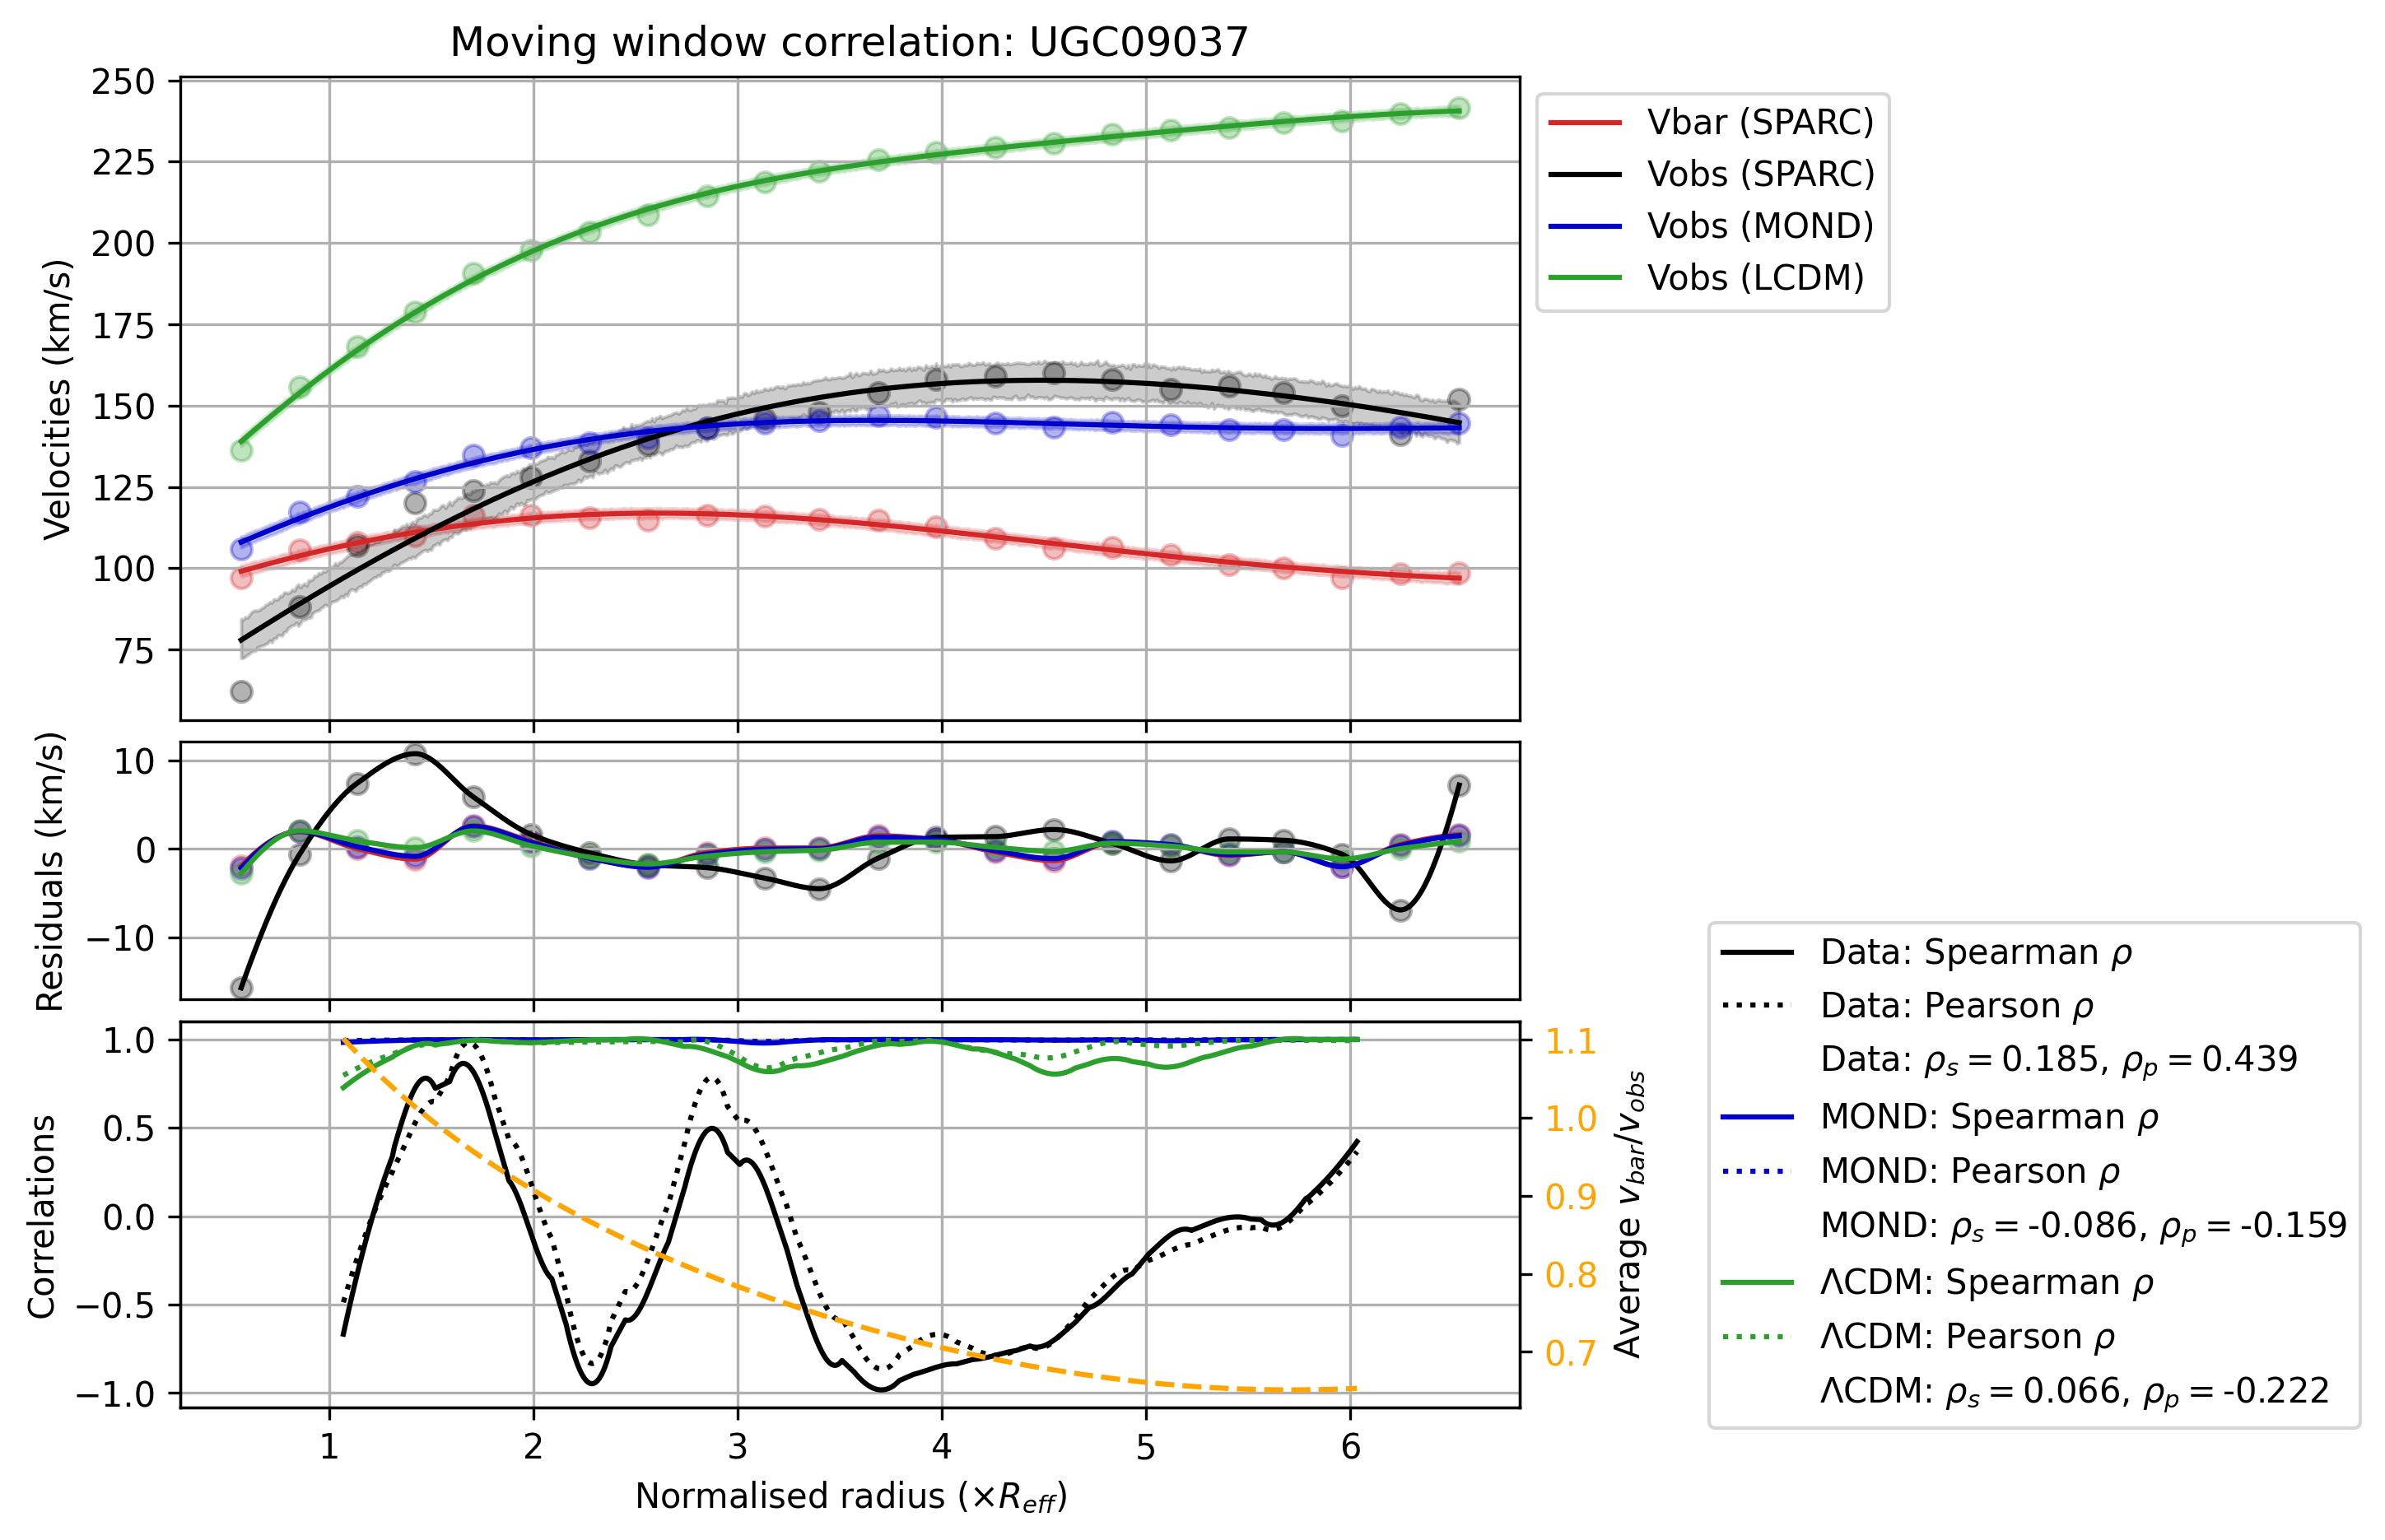 Moving window correlation: UGC09037
250
225
200
175
150
125
100
75
Velocities (km/s)
Vbar (SPARC)
Vobs (SPARC)
Vobs (MOND)
Vobs (LCDM)
10
0
−10
Residuals (km/s)
1.0
0.5
0.0
−0.5
−1.0
Correlations
1.1
1.0
0.9
0.8
0.7
Average v_bar/v_obs
1 2 3 4 5 6
Normalised radius (×R_eff)
Data: Spearman ρ
Data: Pearson ρ
Data: ρ_s = 0.185, ρ_p = 0.439
MOND: Spearman ρ
MOND: Pearson ρ
MOND: ρ_s = -0.086, ρ_p = -0.159
ΛCDM: Spearman ρ
ΛCDM: Pearson ρ
ΛCDM: ρ_s = 0.066, ρ_p = -0.222